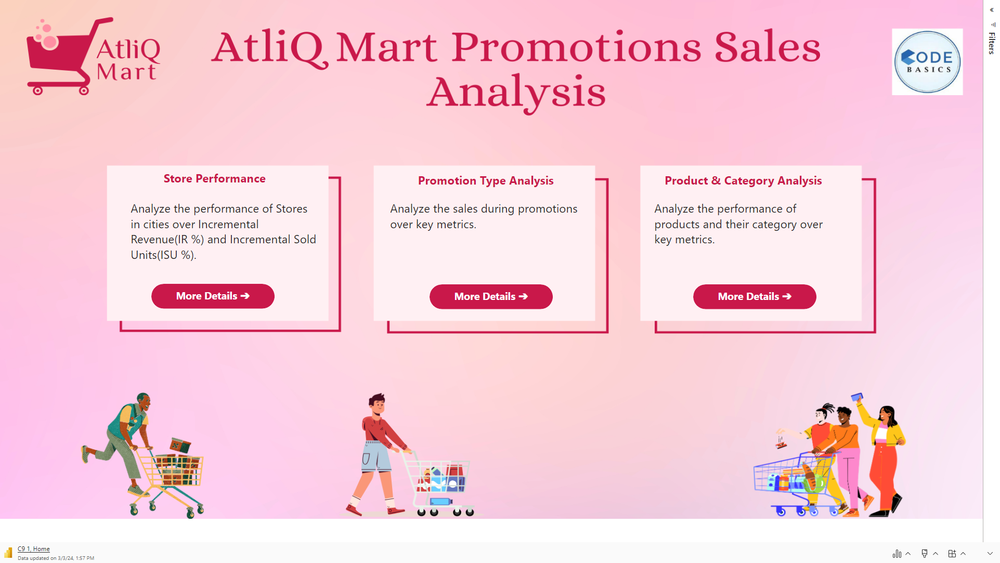 AtliQ
Mart
AtliQ Mart Promotions Sales
Analysis
CODE
BASICS
Filters
Store Performance
Analyze the performance of Stores
in cities over Incremental
Revenue(IR %) and Incremental Sold
Units(ISU %).
More Details ➔
Promotion Type Analysis
Analyze the sales during promotions
over key metrics.
More Details ➔
Product & Category Analysis
Analyze the performance of
products and their category over
key metrics.
More Details ➔
C9 1, Home
Data updated on 3/3/24, 1:57 PM